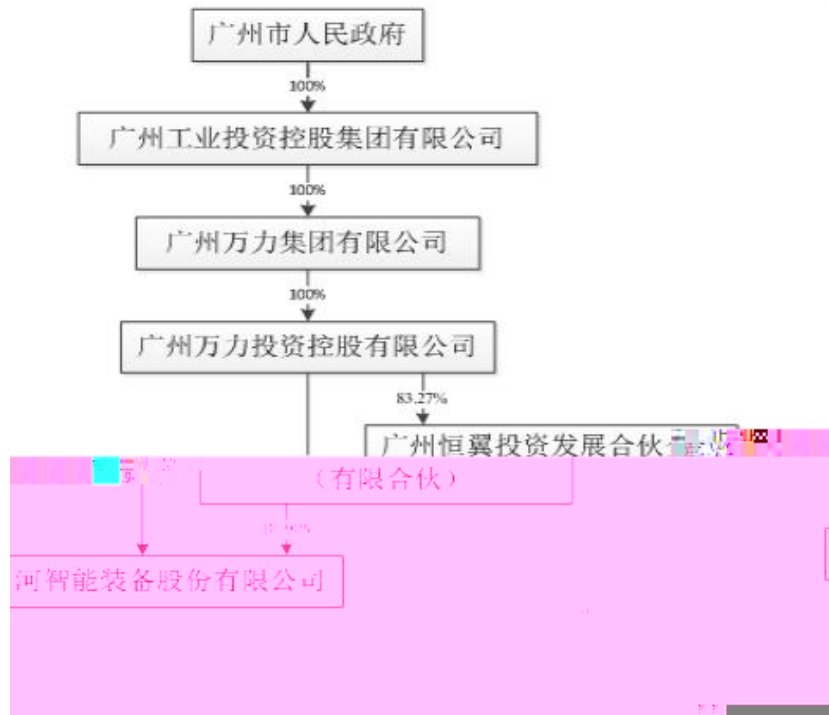 广州市人民政府
100%
广州工业投资控股集团有限公司
100%
广州万力集团有限公司
100%
广州万力投资控股有限公司
83.27%
广州恒翼投资发展合伙
（有限合伙）
河智能装备股份有限公司